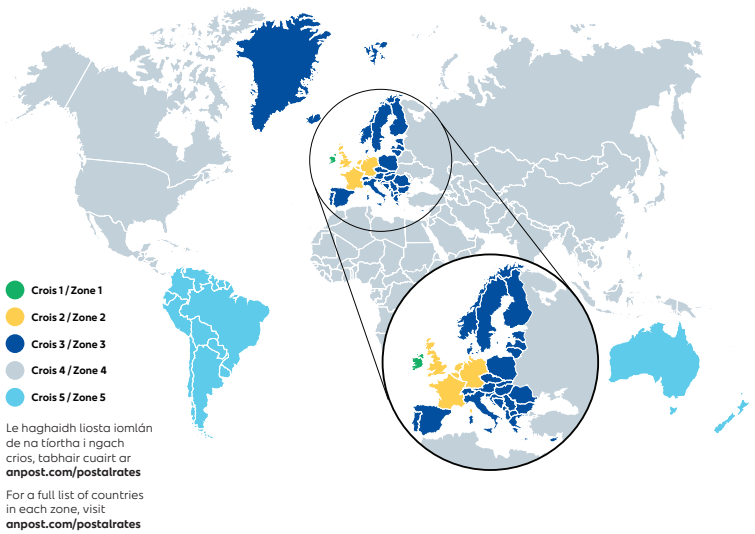 Crois 1 / Zone 1
Crois 2 / Zone 2
Crois 3 / Zone 3
Crios 4 / Zone 4
Crois 5 / Zone 5
Le haghaidh liosta iomlán
de na tíortha i ngach
crios, tabhair cuairt ar
anpost.com/postalrates
For a full list of countries
in each zone, visit
anpost.com/postalrates